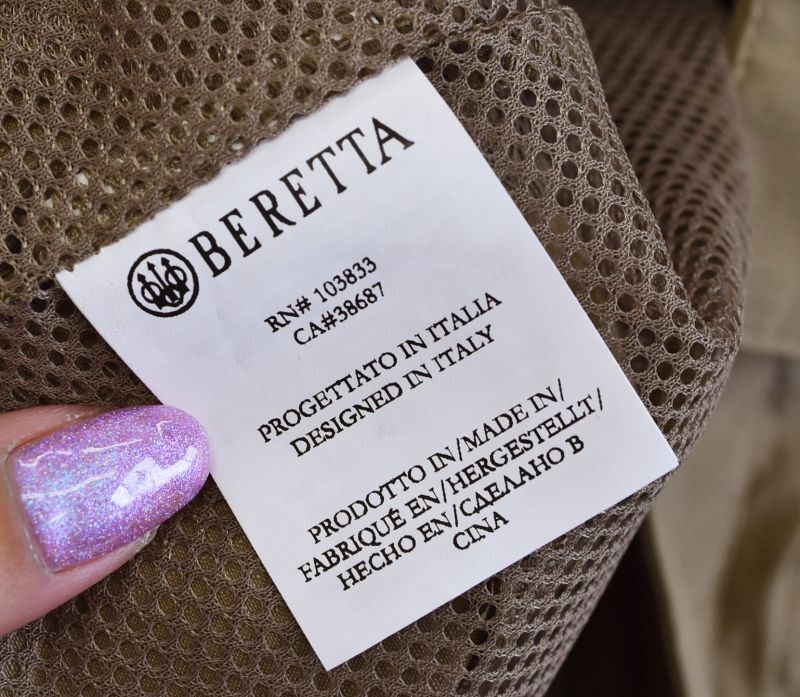 BERETTA
RN# 103833
CA#38687
PROGETTATO IN ITALIA
DESIGNED IN ITALY
PRODOTTO IN/MADE IN/
FABRIQUÉ EN/HERGESTELLT/
HECHO EN/СДЕЛАНО В
CINA